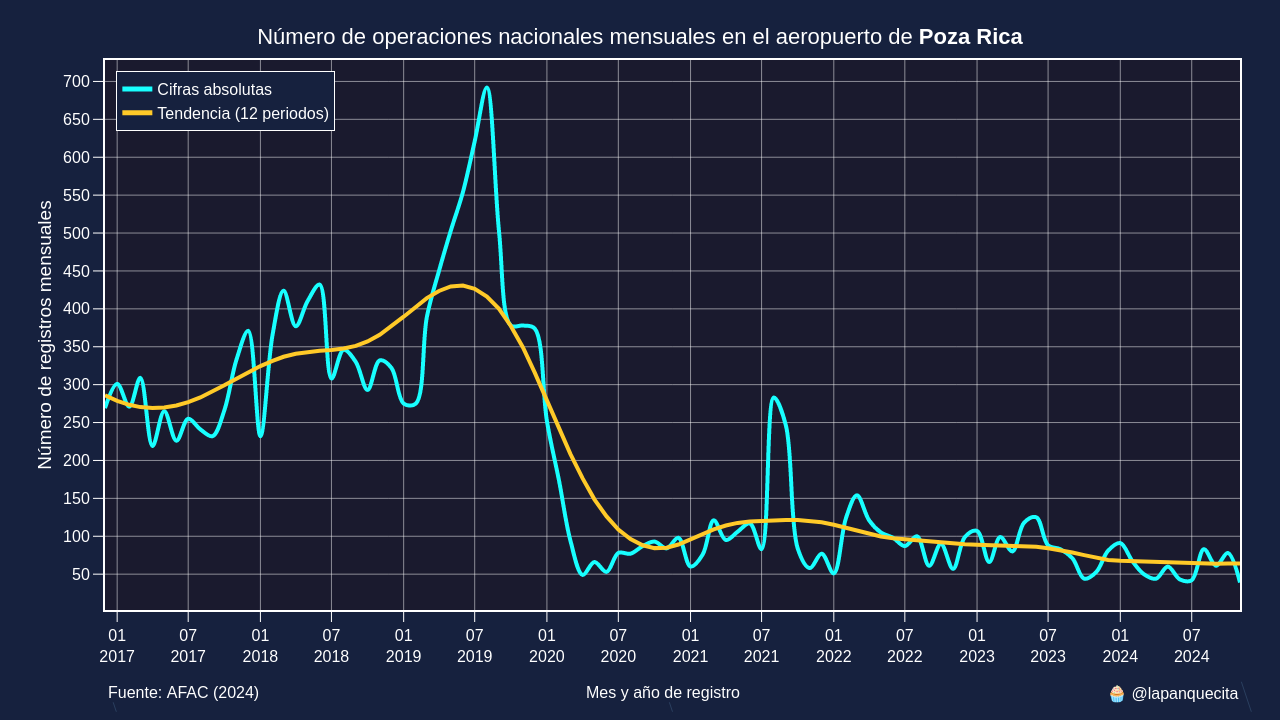 Número de operaciones nacionales mensuales en el aeropuerto de Poza Rica
Cifras absolutas
Tendencia (12 periodos)
Número de registros mensuales
700
650
600
550
500
450
400
350
300
250
200
150
100
50
01 07 01 07 01 07 01 07 01 07 01 07 01 07 01 07
2017 2017 2018 2018 2019 2019 2020 2020 2021 2021 2022 2022 2023 2023 2024 2024
Fuente: AFAC (2024)
Mes y año de registro
🧁 @lapanquecita